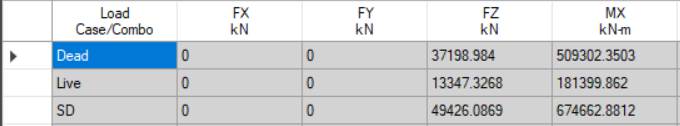 Load Case/Combo FX kN FY kN FZ kN MX kN-m
Dead 0 0 37198.984 509302.3503
Live 0 0 13347.3268 181399.862
SD 0 0 49426.0869 674662.8812